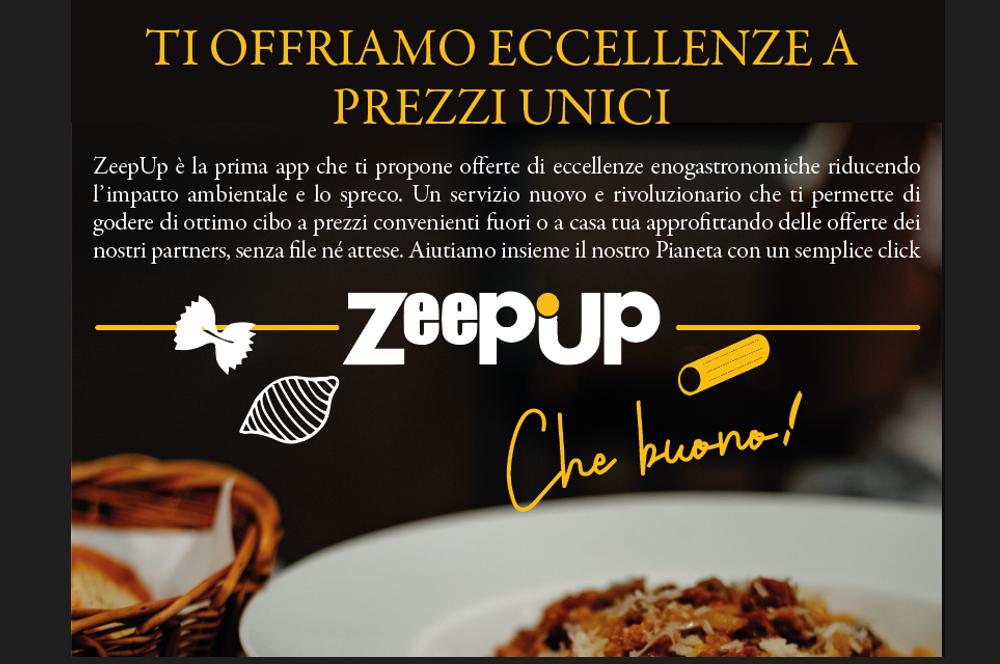 TI OFFRIAMO ECCELLENZE A
PREZZI UNICI
ZeepUp è la prima app che ti propone offerte di eccellenze enogastronomiche riducendo
l'impatto ambientale e lo spreco. Un servizio nuovo e rivoluzionario che ti permette di
godere di ottimo cibo a prezzi convenienti fuori o a casa tua approfittando delle offerte dei
nostri partners, senza file né attese. Aiutiamo insieme il nostro Pianeta con un semplice click
zeepUp
Che buono!